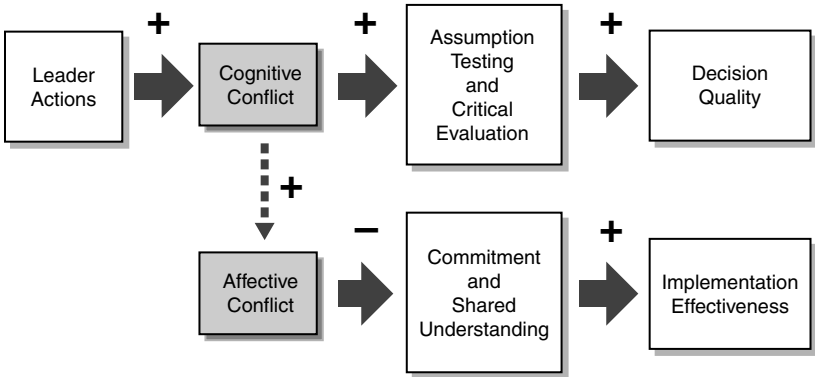 +
+
+
Leader
Actions
Cognitive
Conflict
Assumption
Testing
and
Critical
Evaluation
Decision
Quality
+
−
+
Affective
Conflict
Commitment
and
Shared
Understanding
Implementation
Effectiveness